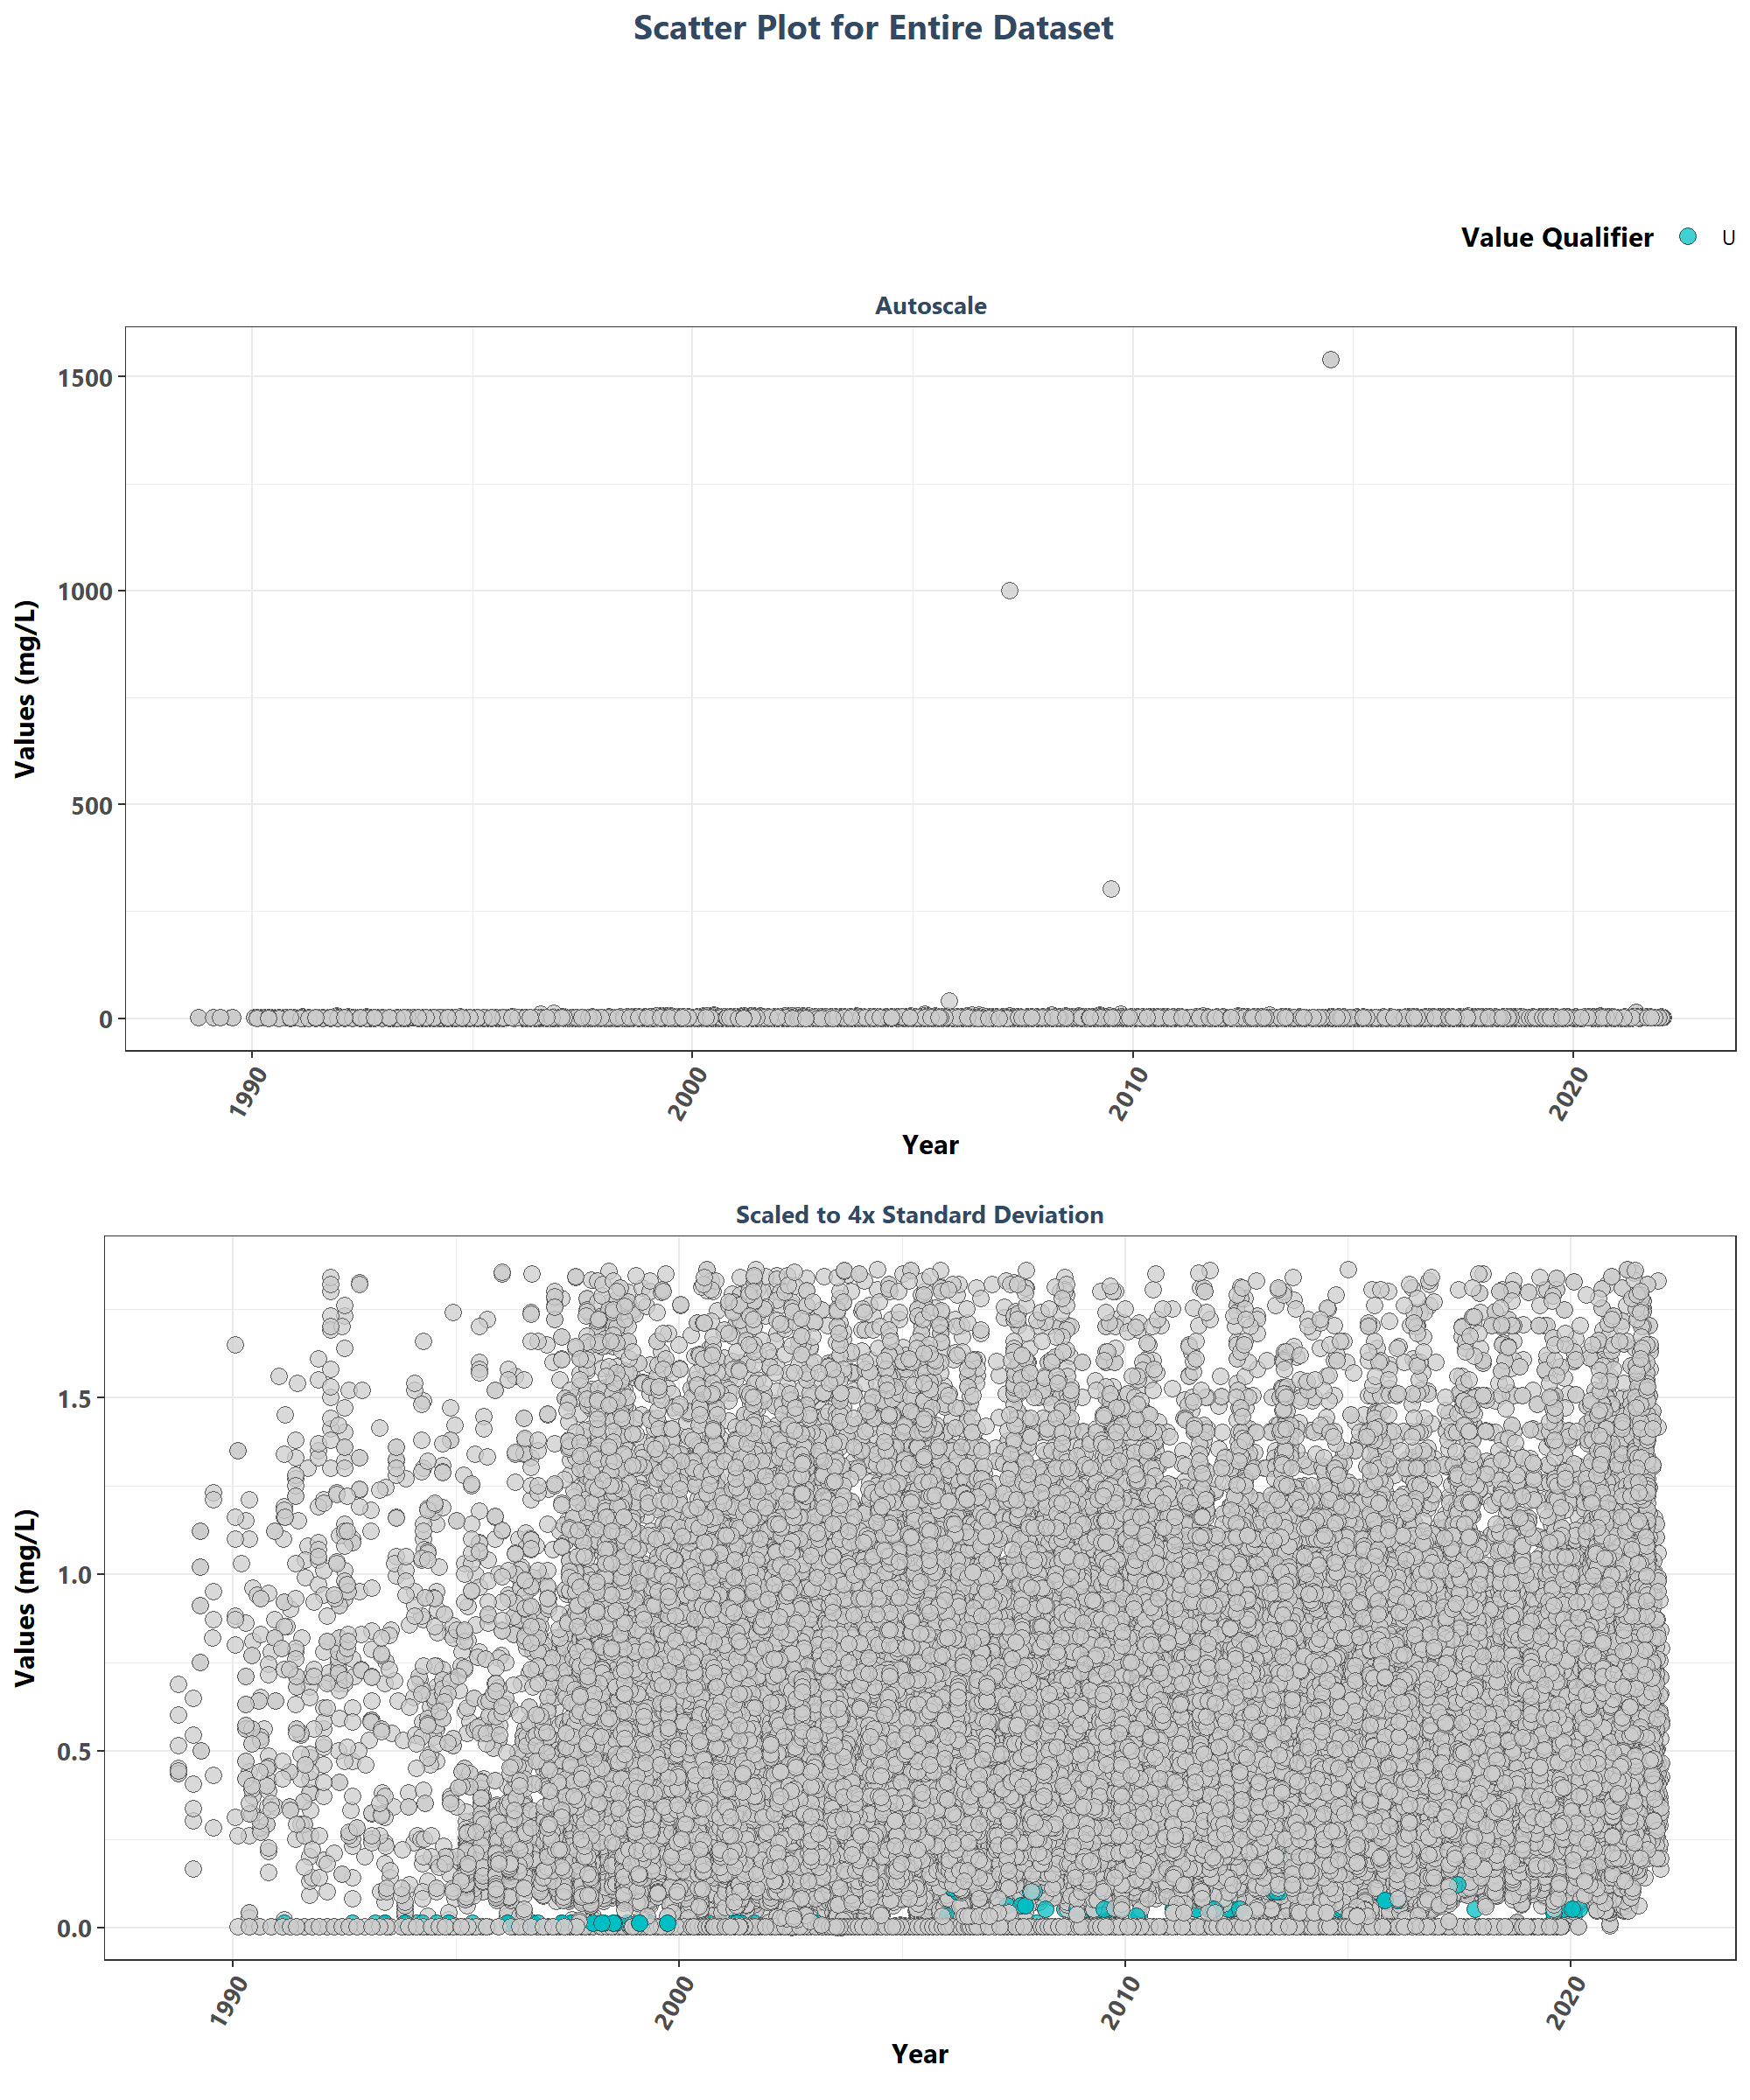 Scatter Plot for Entire Dataset
Value Qualifier U
Autoscale
1500
1000
500
0
Values (mg/L)
1990 2000 2010 2020
Year
Scaled to 4x Standard Deviation
1.5
1.0
0.5
0.0
Values (mg/L)
1990 2000 2010 2020
Year